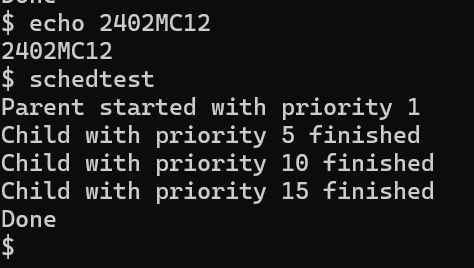 Done
$ echo 2402MC12
2402MC12
$ schedtest
Parent started with priority 1
Child with priority 5 finished
Child with priority 10 finished
Child with priority 15 finished
Done
$